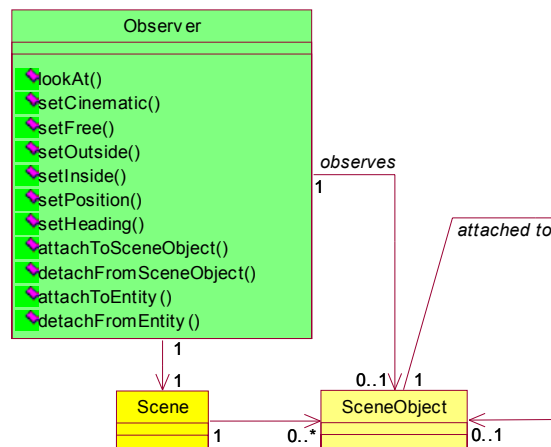 Observer
lookAt()
setCinematic()
setFree()
setOutside()
setInside()
setPosition()
setHeading()
attachToSceneObject()
detachFromSceneObject()
attachToEntity()
detachFromEntity()
observes
1
attached to
1
1
0..1
1
Scene
SceneObject
1
0..*
0..1